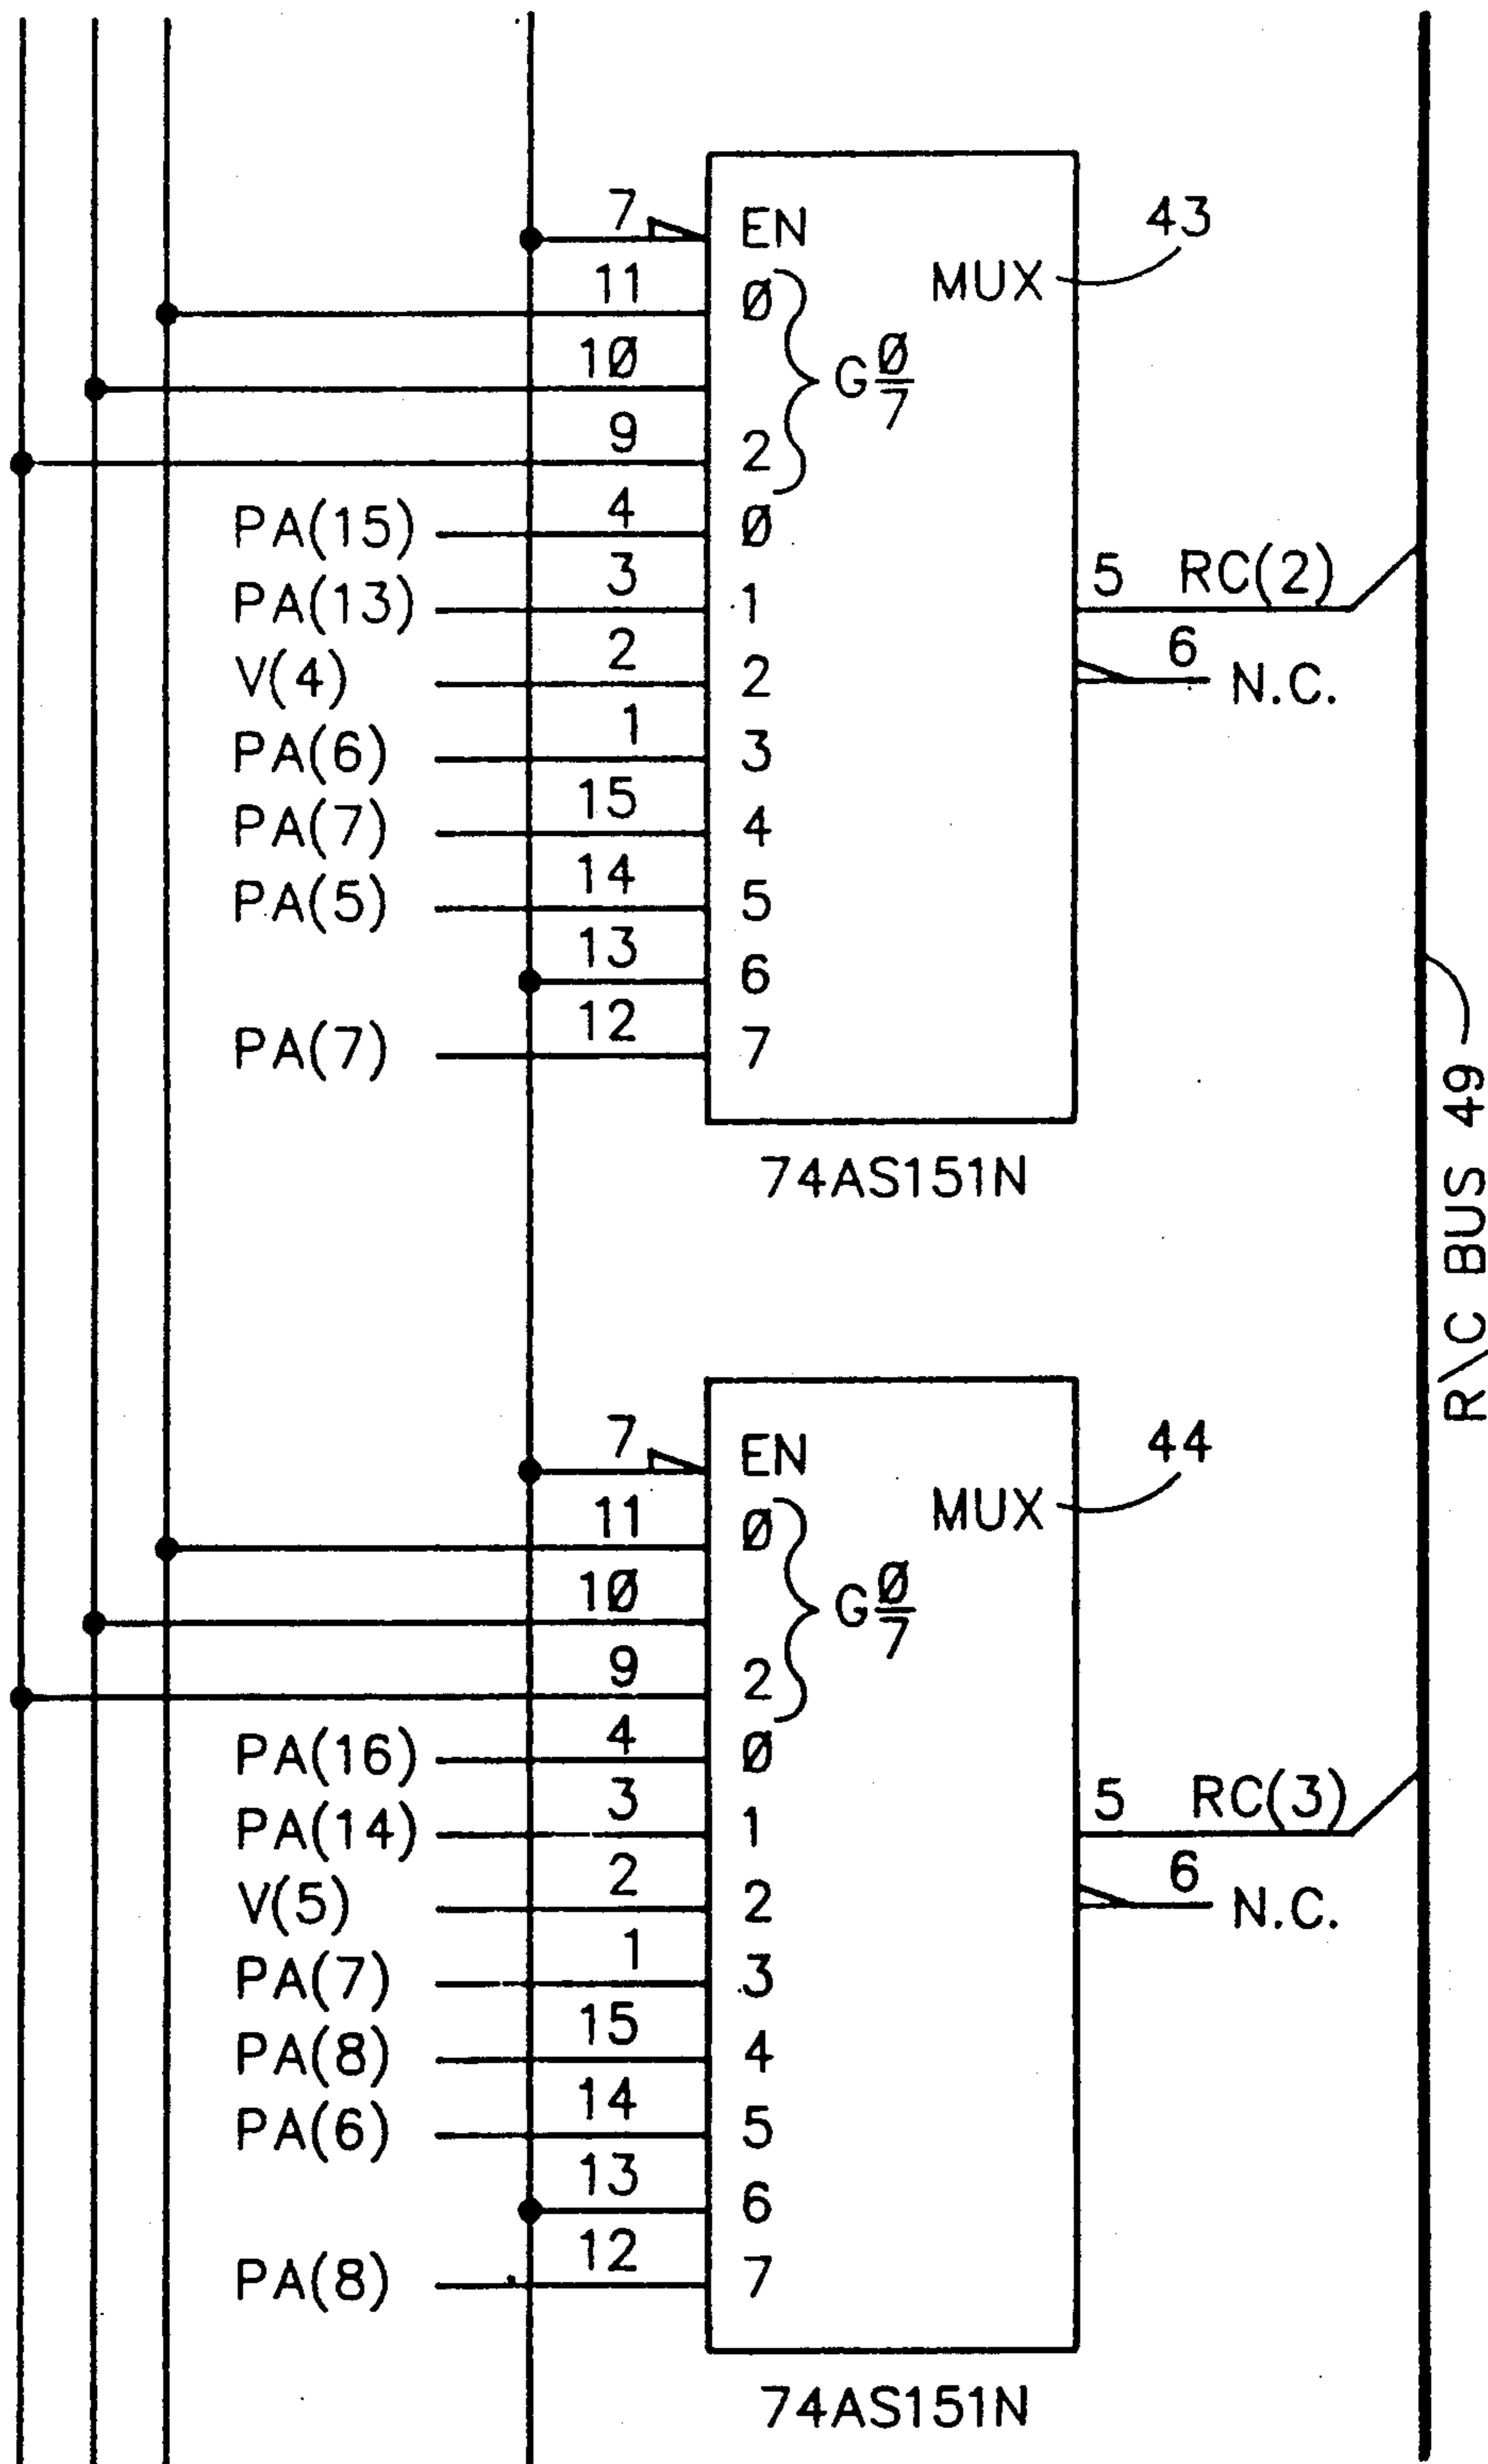 7 EN
43
11 Ø
MUX
10
G Ø/7
9 2
PA(15) 4 Ø
PA(13) 3 1
5 RC(2)
V(4) 2 2
6 N.C.
PA(6) 1 3
PA(7) 15 4
PA(5) 14 5
13 6
PA(7) 12 7
74AS151N
R\C BUS 49
7 EN
44
11 Ø
MUX
1Ø
G Ø/7
9 2
PA(16) 4 Ø
PA(14) 3 1
5 RC(3)
V(5) 2 2
6 N.C.
PA(7) 1 3
PA(8) 15 4
PA(6) 14 5
13 6
PA(8) 12 7
74AS151N